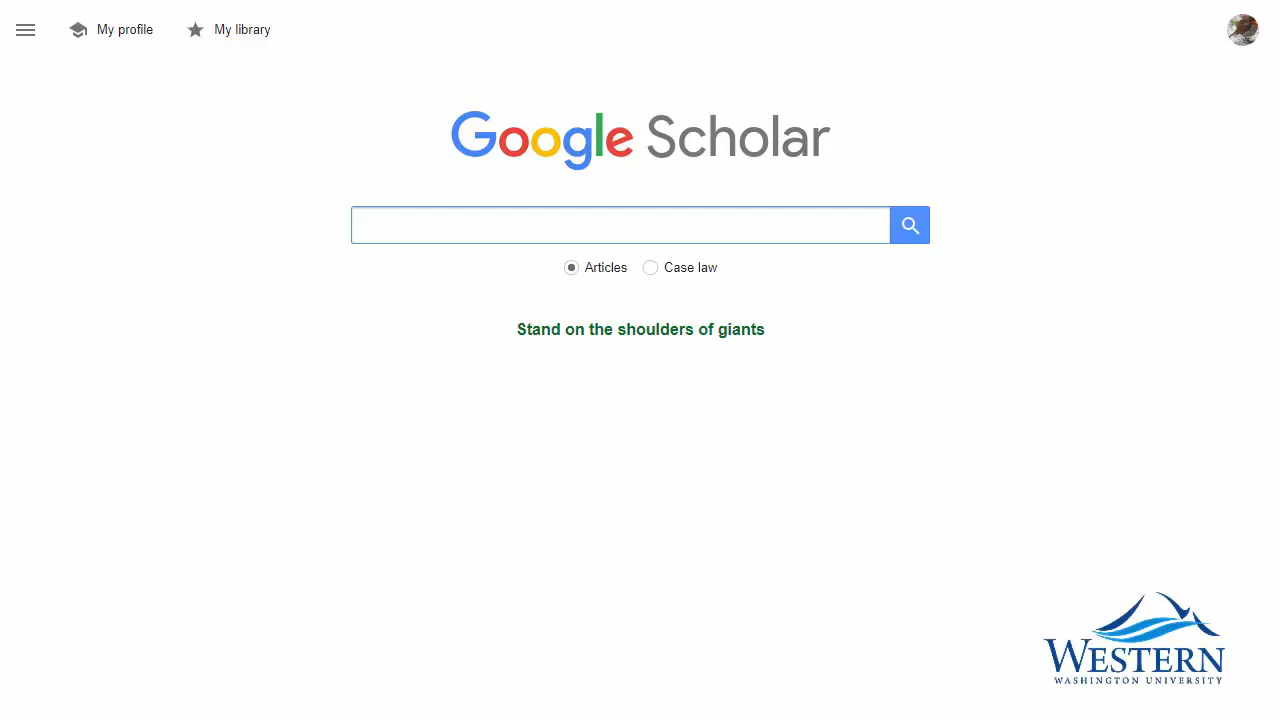 My profile
My library
Google Scholar
Articles
Case law
Stand on the shoulders of giants
WESTERN
WASHINGTON UNIVERSITY